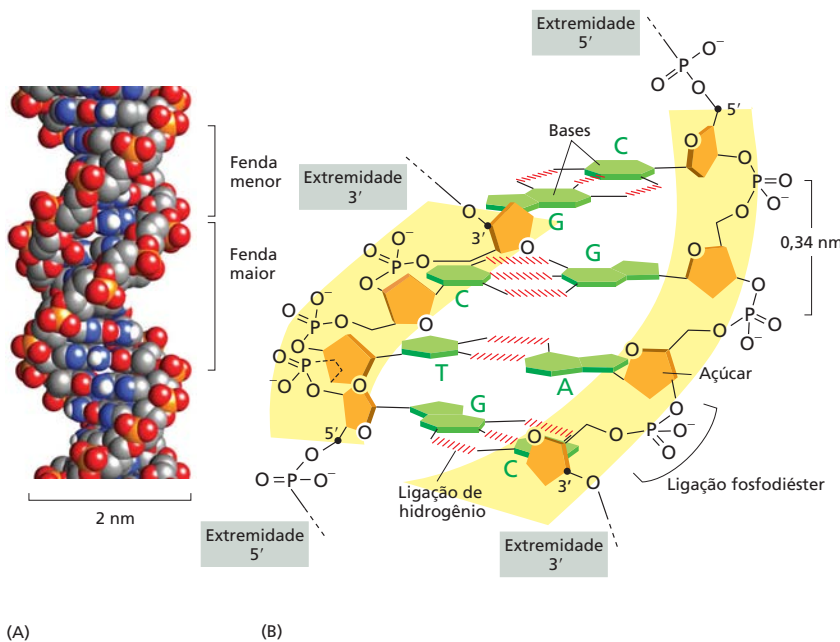 Extremidade
5′
O⁻
O
P
O
5′
Bases
C
O
O
Fenda
menor
Extremidade
3′
O
P
O
O⁻
O
3′
G
O
0,34 nm
Fenda
maior
O⁻
O
P
O
O
G
C
O
O
O⁻
O
P
O
O
P
O
O⁻
O
O
P
O
O⁻
T
A
O
Açúcar
O
O
G
O
O
P
O⁻
O
5′
O
C
3′
O
Ligação fosfodiéster
O
P
O⁻
O
Ligação de
hidrogênio
2 nm
Extremidade
5′
Extremidade
3′
(A)
(B)